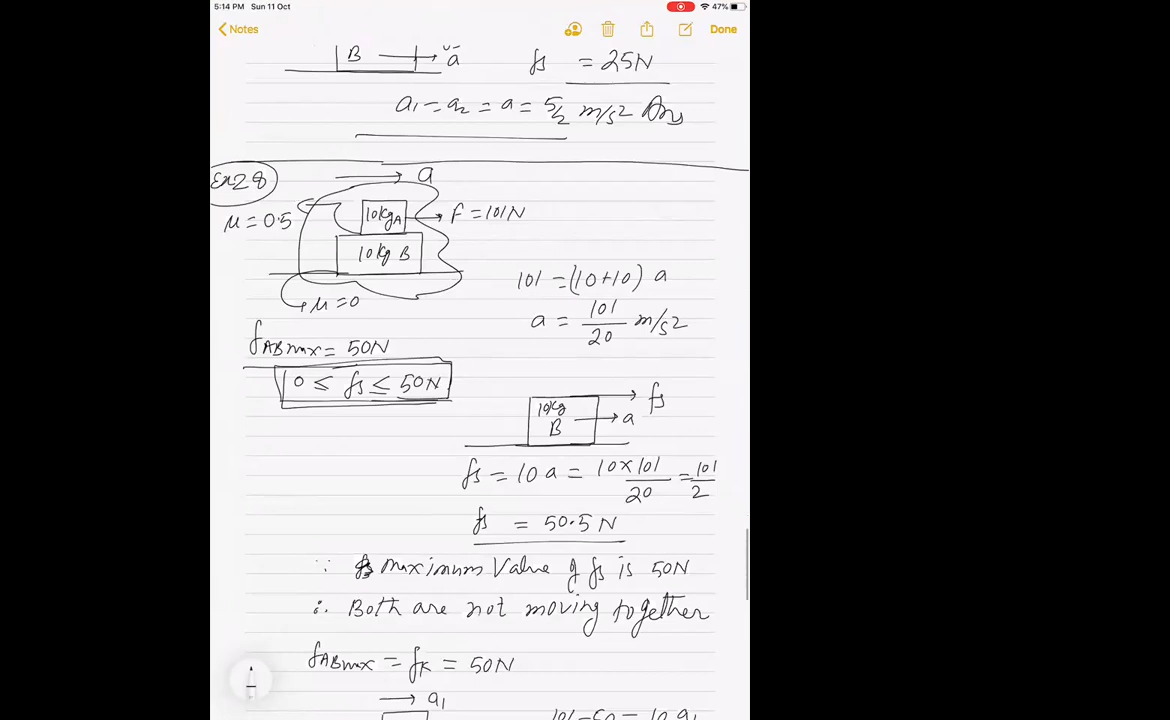 5:14 PM Sun 11 Oct
47%
Notes
Done
B → a
fs = 25N
a1 = a2 = a = 5/2 m/s2 Ans
Ex 28
a
μ = 0.5
10kg A
F = 101N
10kg B
μ = 0
101 = (10+10) a
a = 101/20 m/s2
fABmax = 50N
0 ≤ fs ≤ 50N
fs
10kg
B
a
fs = 10a = 10×101/20 = 101/2
fs = 50.5 N
∵ maximum Value of fs is 50N
∴ Both are not moving together
fABmax = fK = 50N
a1
101-50 = 10 a1